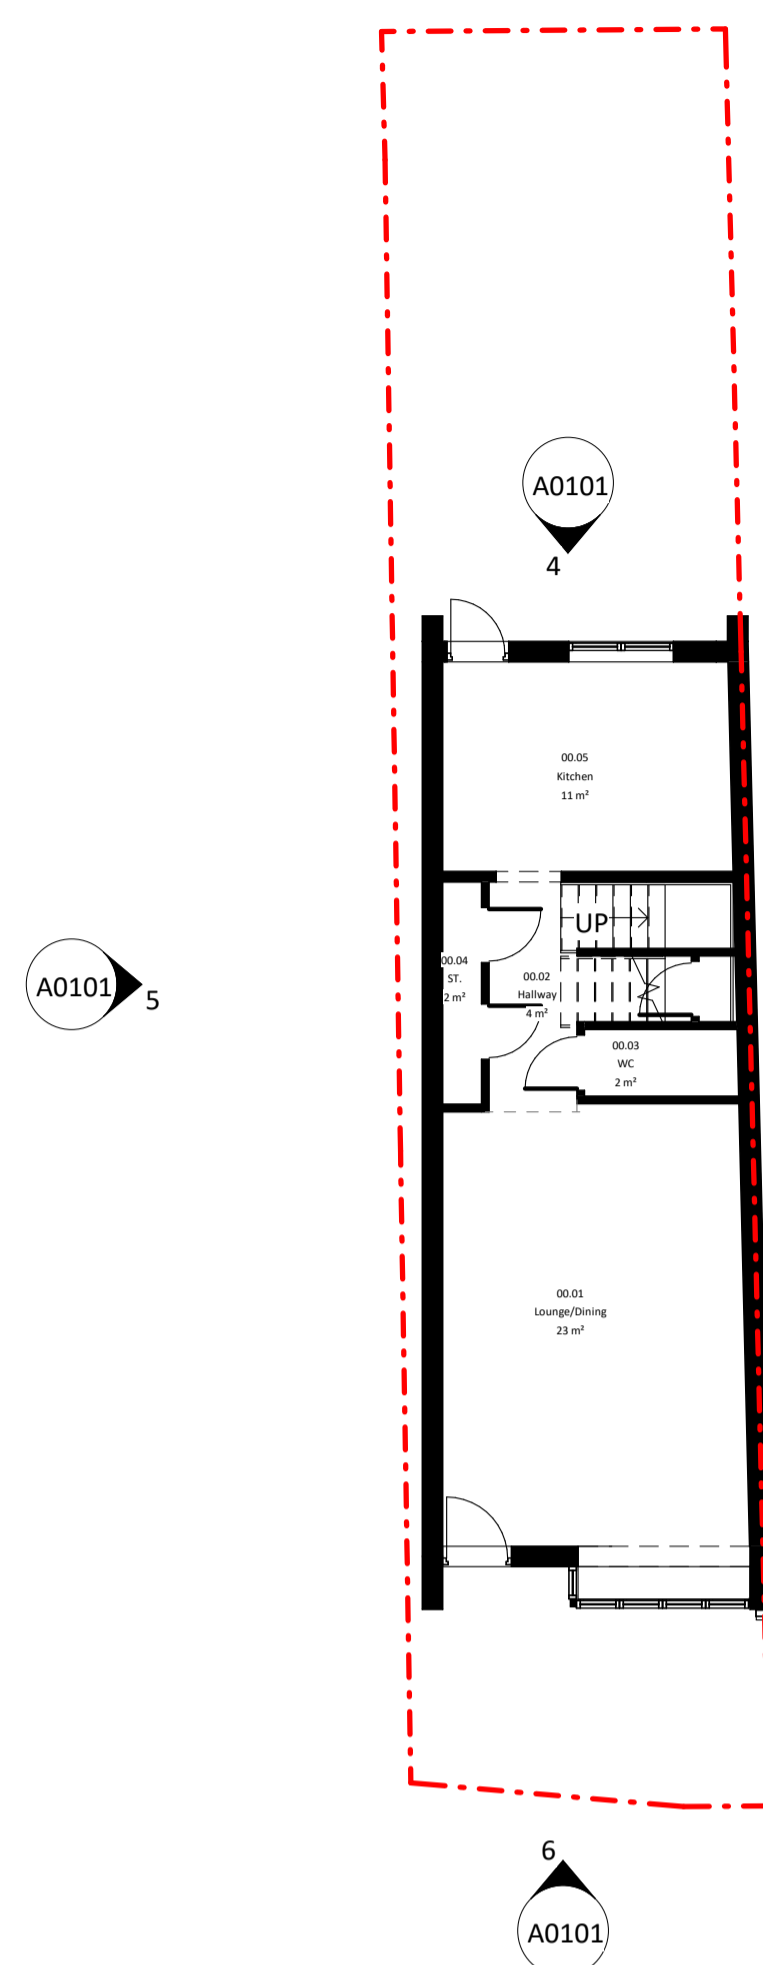 A0101
4
00.05
Kitchen
11 m²
UP
00.04
ST.
2 m²
00.02
Hallway
4 m²
A0101
5
00.03
WC
2 m²
00.01
Lounge/Dining
23 m²
6
A0101